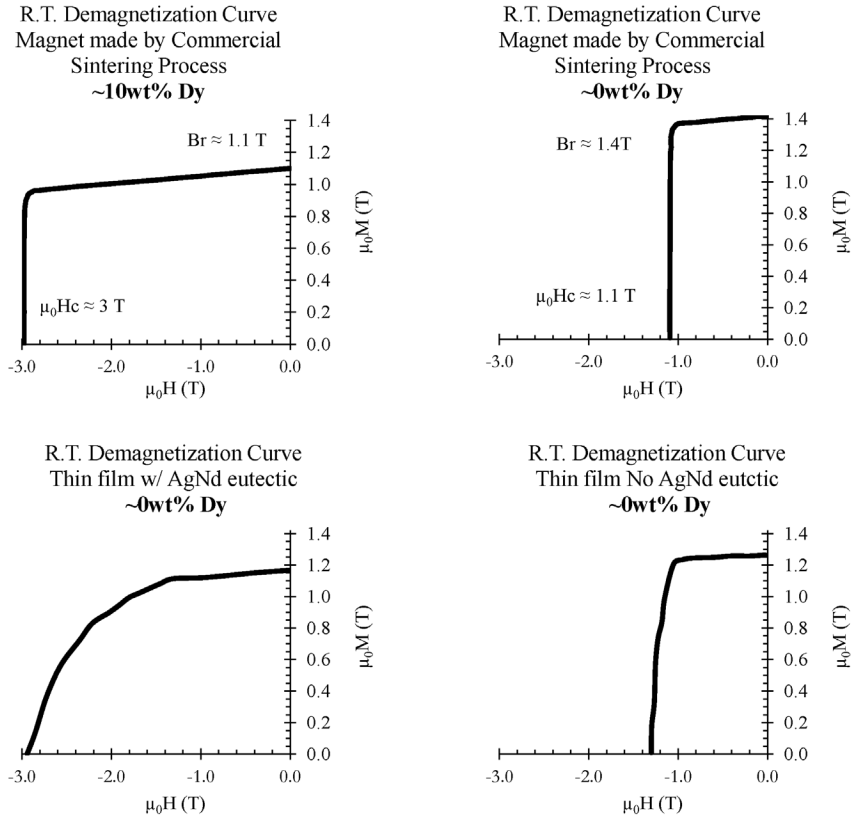 R.T. Demagnetization Curve
Magnet made by Commercial
Sintering Process
~10wt% Dy
Br ≈ 1.1 T
μ₀Hc ≈ 3 T
1.4
1.2
1.0
0.8
0.6
0.4
0.2
0.0
μ₀M (T)
-3.0 -2.0 -1.0 0.0
μ₀H (T)
R.T. Demagnetization Curve
Magnet made by Commercial
Sintering Process
~0wt% Dy
Br ≈ 1.4T
μ₀Hc ≈ 1.1 T
1.4
1.2
1.0
0.8
0.6
0.4
0.2
0.0
μ₀M (T)
-3.0 -2.0 -1.0 0.0
μ₀H (T)
R.T. Demagnetization Curve
Thin film w/ AgNd eutectic
~0wt% Dy
1.4
1.2
1.0
0.8
0.6
0.4
0.2
0.0
μ₀M (T)
-3.0 -2.0 -1.0 0.0
μ₀H (T)
R.T. Demagnetization Curve
Thin film No AgNd eutctic
~0wt% Dy
1.4
1.2
1.0
0.8
0.6
0.4
0.2
0.0
μ₀M (T)
-3.0 -2.0 -1.0 0.0
μ₀H (T)